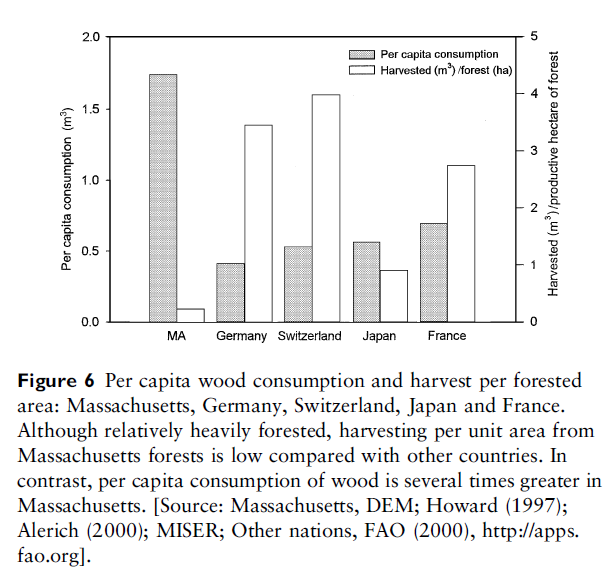 2.0
1.5
1.0
0.5
0.0
Per capita consumption (m³)
Per capita consumption
Harvested (m³) /forest (ha)
5
4
3
2
1
0
Harvested (m³)/productive hectare of forest
MA Germany Switzerland Japan France
Figure 6 Per capita wood consumption and harvest per forested
area: Massachusetts, Germany, Switzerland, Japan and France.
Although relatively heavily forested, harvesting per unit area from
Massachusetts forests is low compared with other countries. In
contrast, per capita consumption of wood is several times greater in
Massachusetts. [Source: Massachusetts, DEM; Howard (1997);
Alerich (2000); MISER; Other nations, FAO (2000), http://apps.
fao.org].